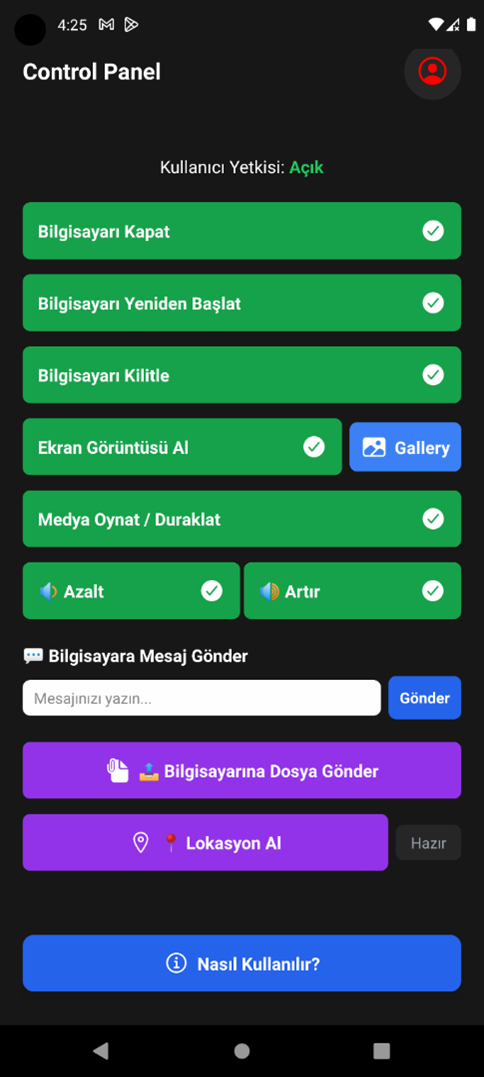 4:25
Control Panel
Kullanıcı Yetkisi: Açık
Bilgisayarı Kapat
Bilgisayarı Yeniden Başlat
Bilgisayarı Kilitle
Ekran Görüntüsü Al
Gallery
Medya Oynat / Duraklat
Azalt
Artır
Bilgisayara Mesaj Gönder
Mesajınızı yazın...
Gönder
Bilgisayarına Dosya Gönder
Lokasyon Al
Hazır
Nasıl Kullanılır?